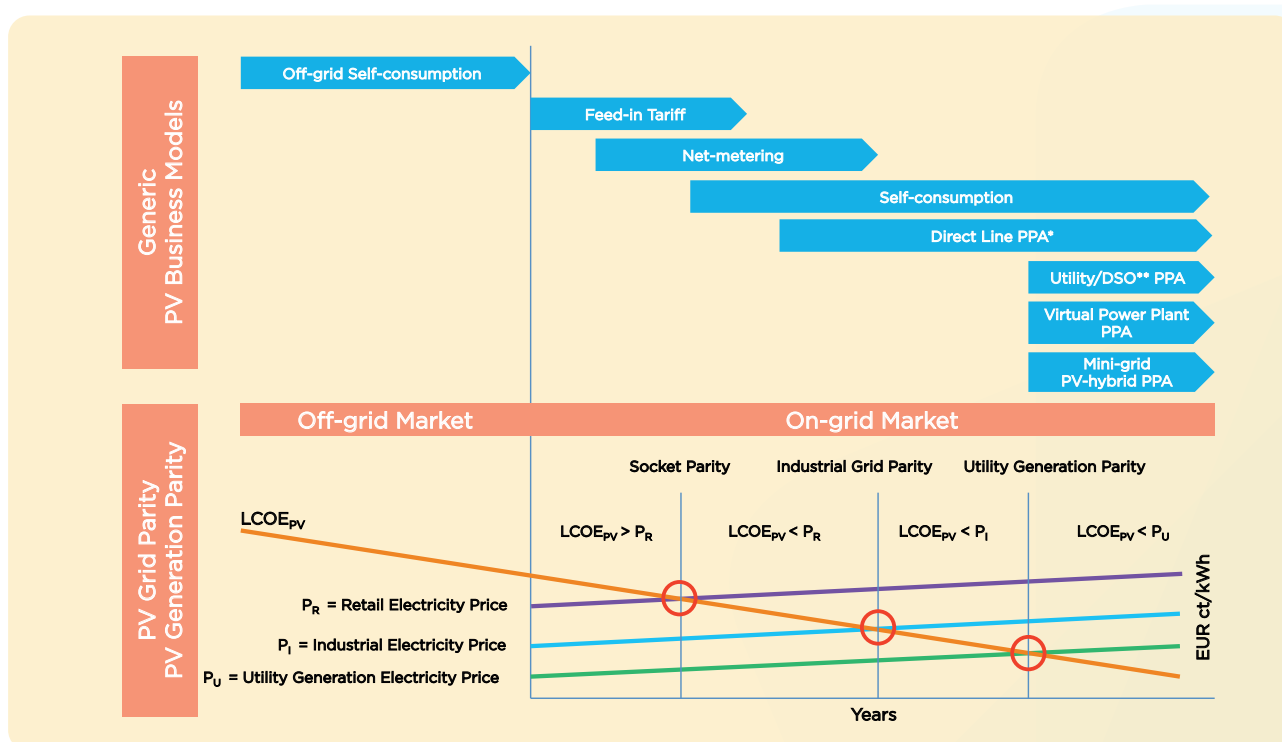 Generic
PV Business Models
Off-grid Self-consumption
Feed-in Tariff
Net-metering
Self-consumption
Direct Line PPA*
Utility/DSO** PPA
Virtual Power Plant
PPA
Mini-grid
PV-hybrid PPA
Off-grid Market
On-grid Market
PV Grid Parity
PV Generation Parity
Socket Parity
Industrial Grid Parity
Utility Generation Parity
LCOEPV
LCOEPV > PR
LCOEPV < PR
LCOEPV < PI
LCOEPV < PU
PR = Retail Electricity Price
PI = Industrial Electricity Price
PU = Utility Generation Electricity Price
EUR ct/kWh
Years